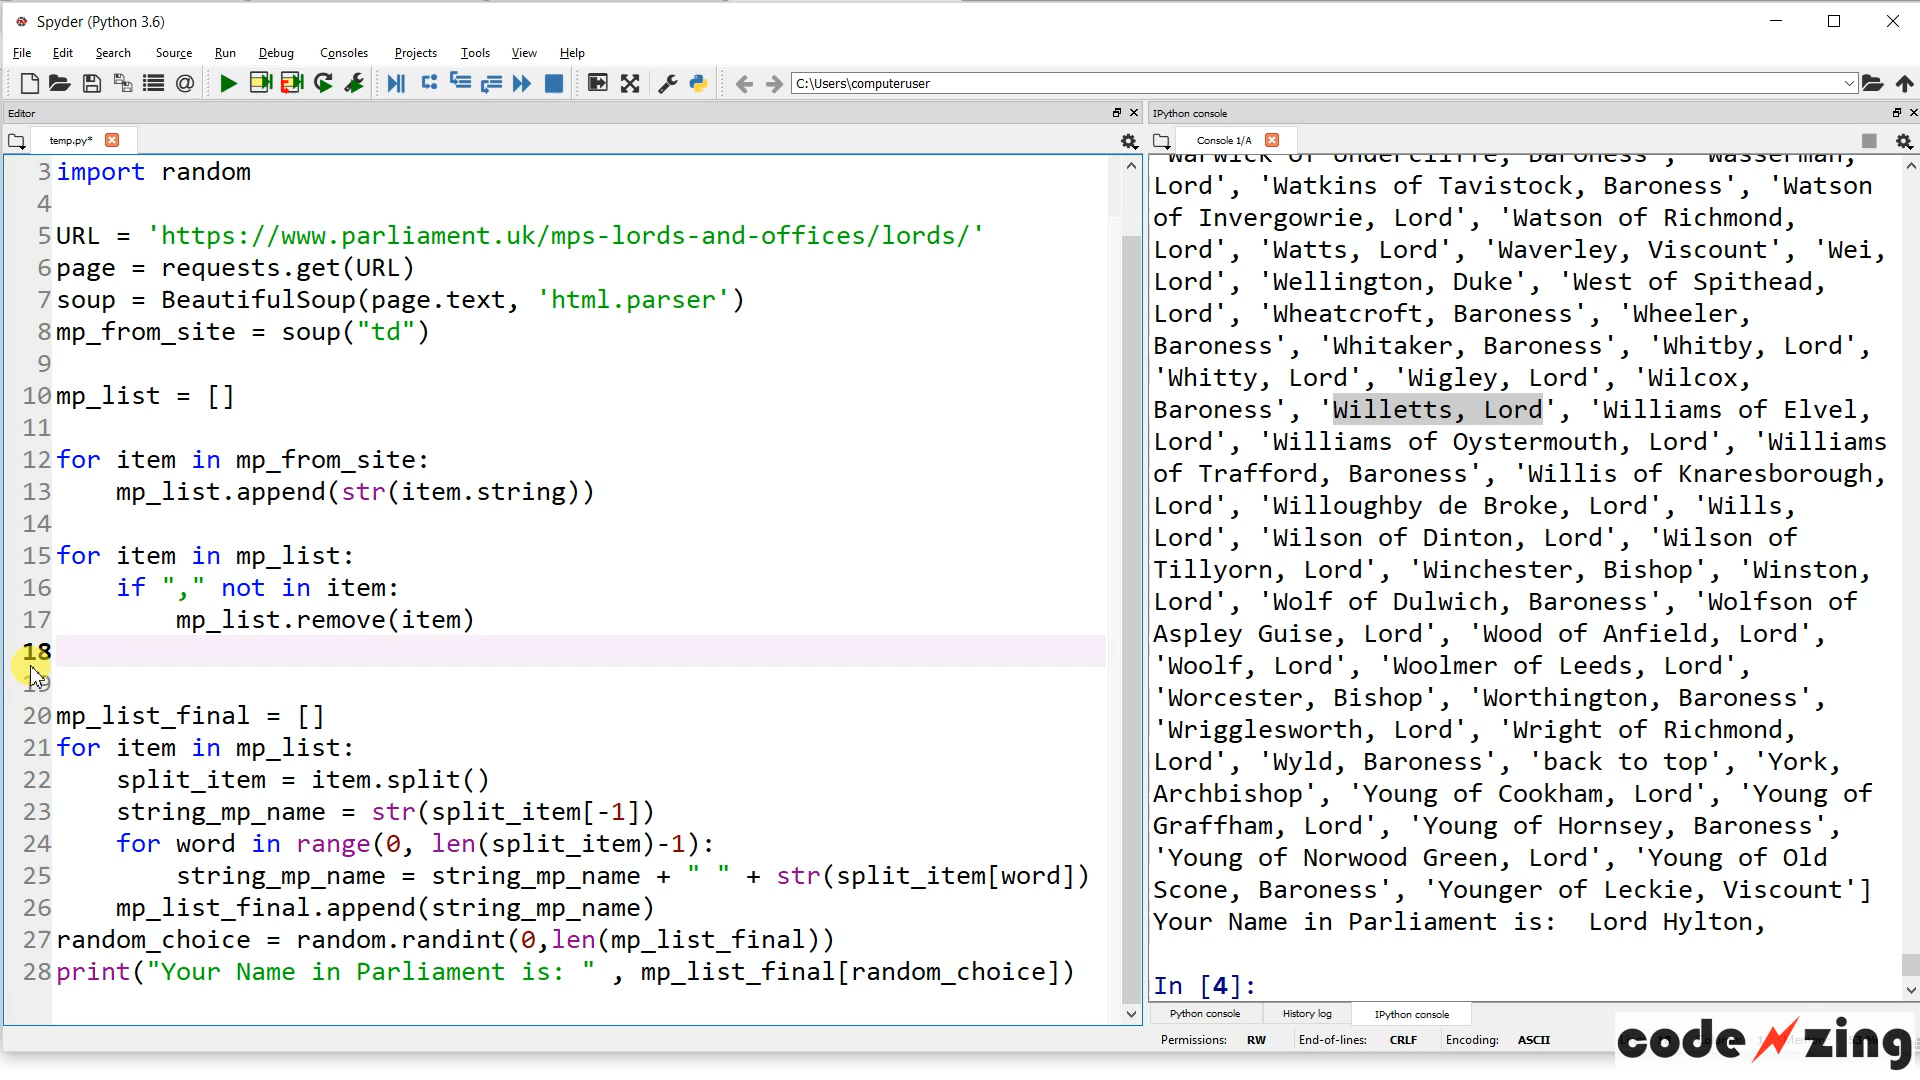 Spyder (Python 3.6)
File Edit Search Source Run Debug Consoles Projects Tools View Help
C:\Users\computeruser
Editor
temp.py*
3 import random
4
5 URL = 'https://www.parliament.uk/mps-lords-and-offices/lords/'
6 page = requests.get(URL)
7 soup = BeautifulSoup(page.text, 'html.parser')
8 mp_from_site = soup("td")
9
10 mp_list = []
11
12 for item in mp_from_site:
13 mp_list.append(str(item.string))
14
15 for item in mp_list:
16 if "," not in item:
17 mp_list.remove(item)
18
19
20 mp_list_final = []
21 for item in mp_list:
22 split_item = item.split()
23 string_mp_name = str(split_item[-1])
24 for word in range(0, len(split_item)-1):
25 string_mp_name = string_mp_name + " " + str(split_item[word])
26 mp_list_final.append(string_mp_name)
27 random_choice = random.randint(0,len(mp_list_final))
28 print("Your Name in Parliament is: " , mp_list_final[random_choice])
IPython console
Console 1/A
'Warwick of Undercliffe, Baroness', 'Wasserman,
Lord', 'Watkins of Tavistock, Baroness', 'Watson
of Invergowrie, Lord', 'Watson of Richmond,
Lord', 'Watts, Lord', 'Waverley, Viscount', 'Wei,
Lord', 'Wellington, Duke', 'West of Spithead,
Lord', 'Wheatcroft, Baroness', 'Wheeler,
Baroness', 'Whitaker, Baroness', 'Whitby, Lord',
'Whitty, Lord', 'Wigley, Lord', 'Wilcox,
Baroness', 'Willetts, Lord', 'Williams of Elvel,
Lord', 'Williams of Oystermouth, Lord', 'Williams
of Trafford, Baroness', 'Willis of Knaresborough,
Lord', 'Willoughby de Broke, Lord', 'Wills,
Lord', 'Wilson of Dinton, Lord', 'Wilson of
Tillyorn, Lord', 'Winchester, Bishop', 'Winston,
Lord', 'Wolf of Dulwich, Baroness', 'Wolfson of
Aspley Guise, Lord', 'Wood of Anfield, Lord',
'Woolf, Lord', 'Woolmer of Leeds, Lord',
'Worcester, Bishop', 'Worthington, Baroness',
'Wrigglesworth, Lord', 'Wright of Richmond,
Lord', 'Wyld, Baroness', 'back to top', 'York,
Archbishop', 'Young of Cookham, Lord', 'Young of
Graffham, Lord', 'Young of Hornsey, Baroness',
'Young of Norwood Green, Lord', 'Young of Old
Scone, Baroness', 'Younger of Leckie, Viscount']
Your Name in Parliament is:  Lord Hylton,
In [4]:
Python console History log IPython console
Permissions: RW End-of-lines: CRLF Encoding: ASCII
code zing